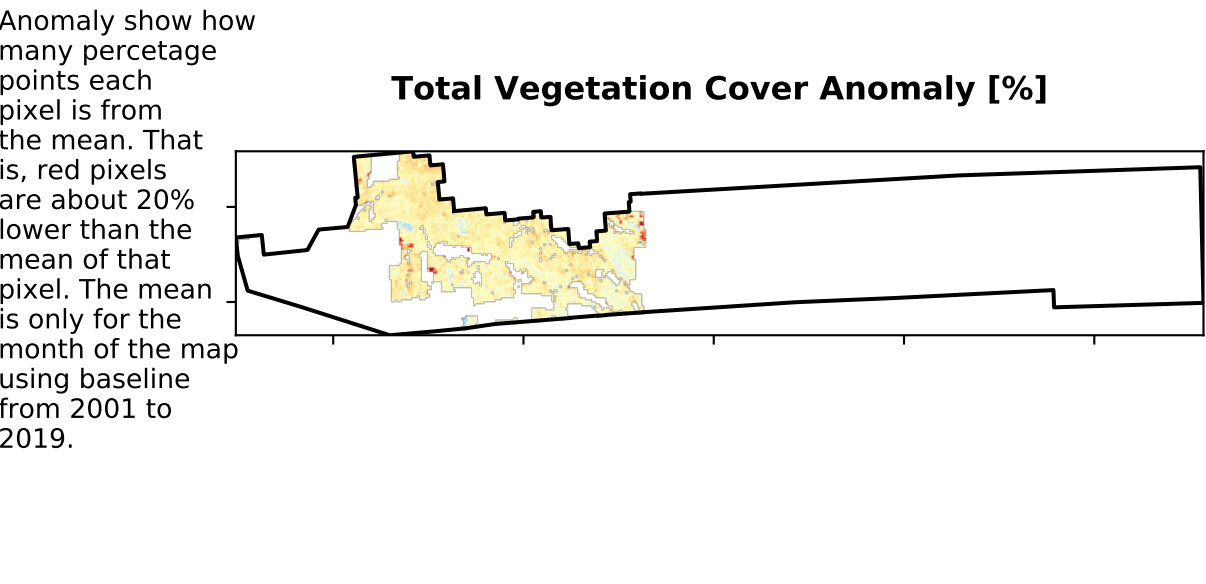 Anomaly show how
many percetage
points each
pixel is from
the mean. That
is, red pixels
are about 20%
lower than the
mean of that
pixel. The mean
is only for the
month of the map
using baseline
from 2001 to
2019.
Total Vegetation Cover Anomaly [%]